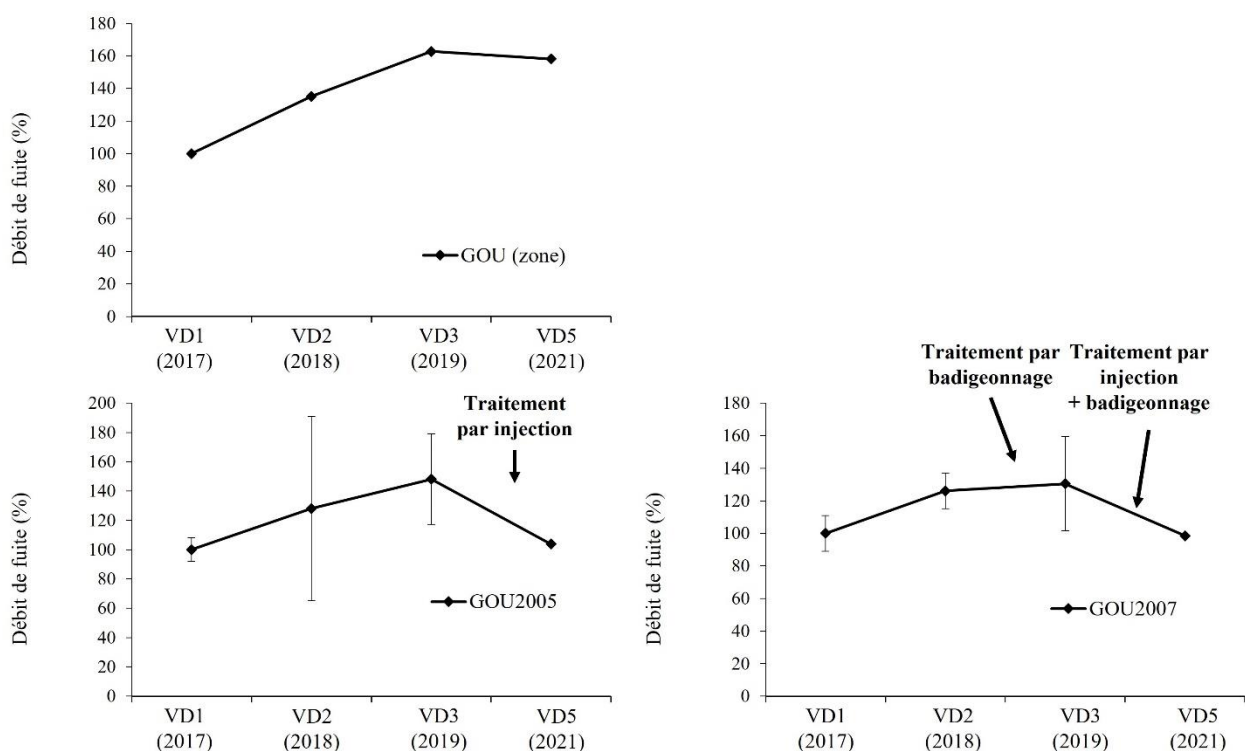 Débit de fuite (%)
180
160
140
120
100
80
60
40
20
0
GOU (zone)
VD1
(2017)
VD2
(2018)
VD3
(2019)
VD5
(2021)
Débit de fuite (%)
200
180
160
140
120
100
80
60
40
20
0
Traitement
par injection
GOU2005
VD1
(2017)
VD2
(2018)
VD3
(2019)
VD5
(2021)
Débit de fuite (%)
180
160
140
120
100
80
60
40
20
0
Traitement par
badigeonnage
Traitement par
injection
+ badigeonnage
GOU2007
VD1
(2017)
VD2
(2018)
VD3
(2019)
VD5
(2021)